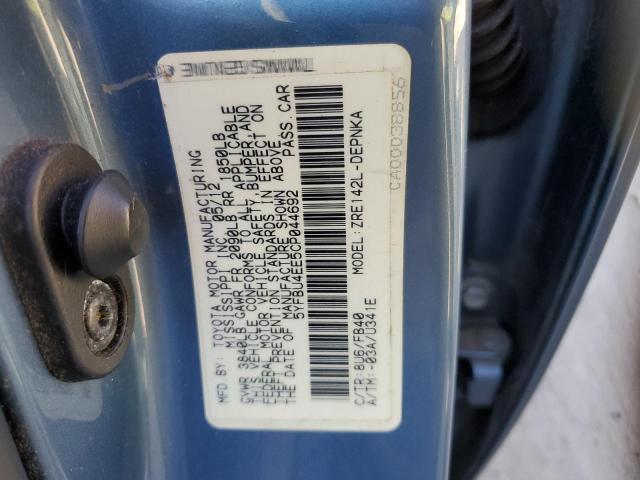 MFD BY: TOYOTA MOTOR MANUFACTURING
MISSISSIPPI, INC. 05/12
GVWR 3840LB GAWR FR 2090LB RR 1850LB
THIS VEHICLE CONFORMS TO ALL APPLICABLE
FEDERAL MOTOR VEHICLE SAFETY, BUMPER, AND
THEFT PREVENTION STANDARDS IN EFFECT ON
THE DATE OF MANUFACTURE SHOWN ABOVE
5YFBU4EE5CP044692 PASS.CAR
MODEL: ZRE142L-DEPNKA
C/TR: 8U6/FB40
A/TM: -03A/U341E
CA00038856